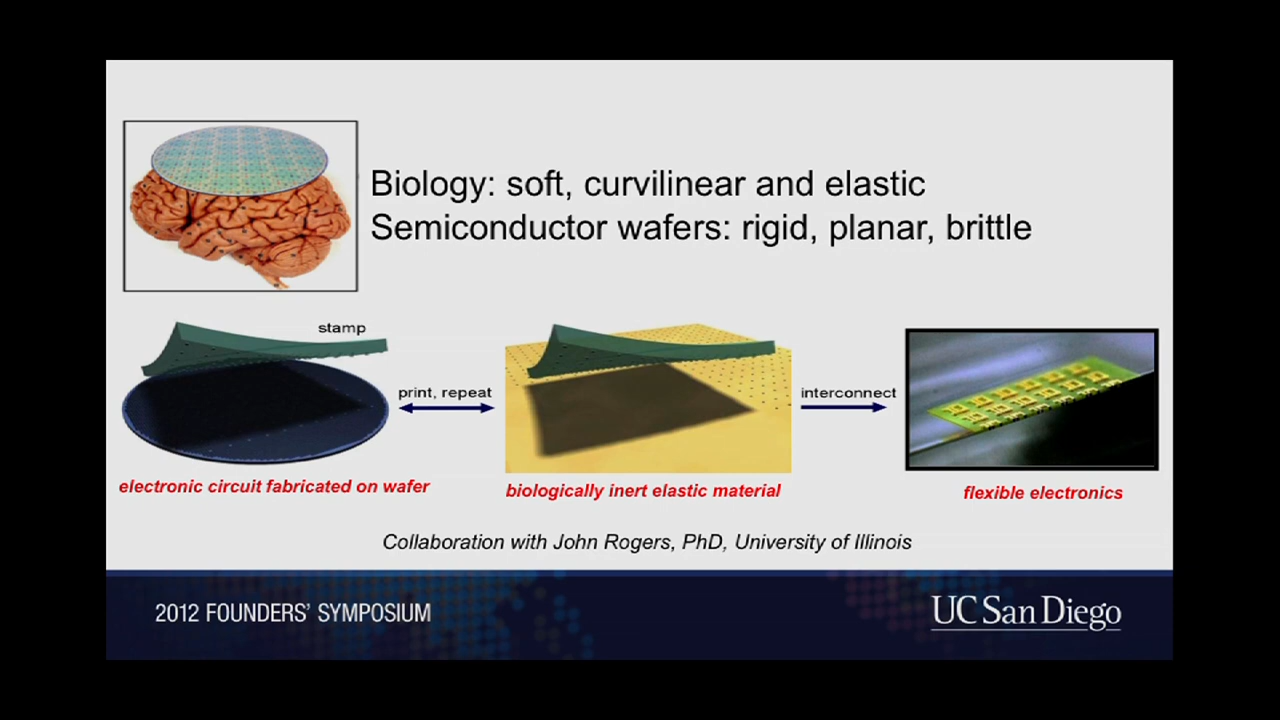 Biology: soft, curvilinear and elastic
Semiconductor wafers: rigid, planar, brittle
stamp
print, repeat
interconnect
electronic circuit fabricated on wafer
biologically inert elastic material
flexible electronics
Collaboration with John Rogers, PhD, University of Illinois
2012 FOUNDERS' SYMPOSIUM
UC San Diego